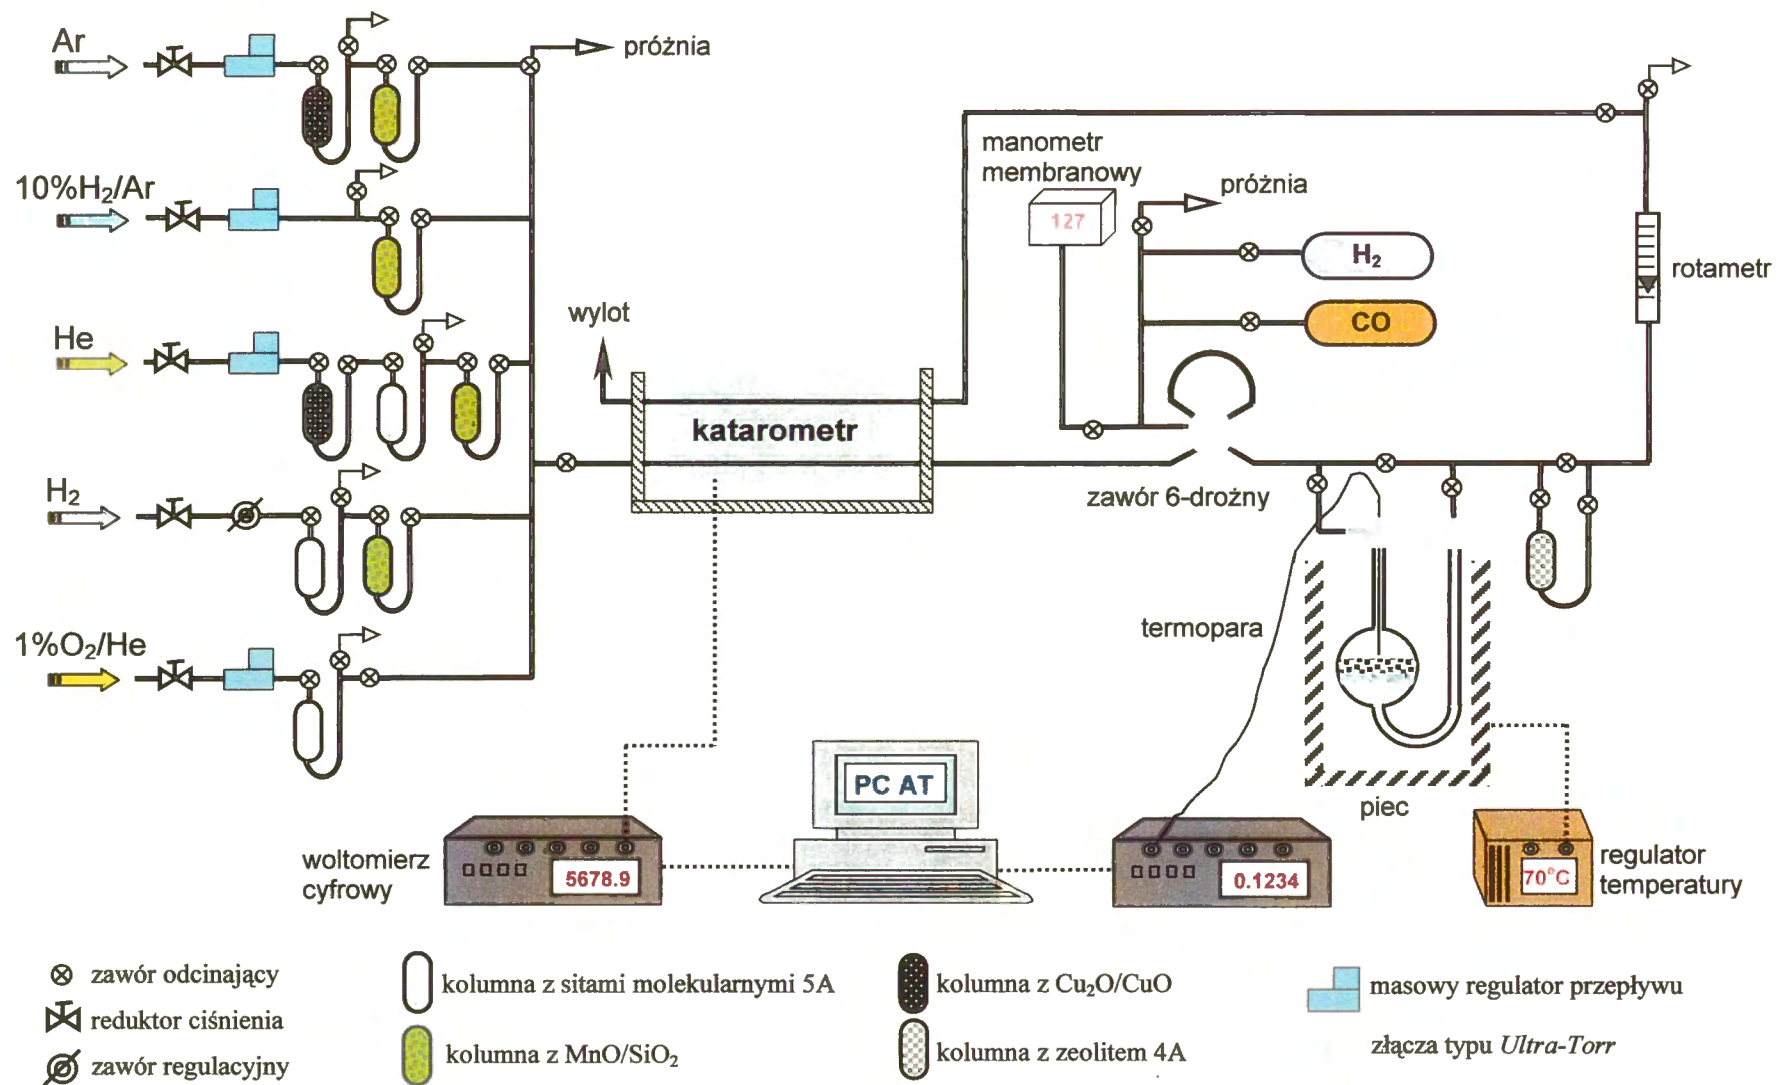 Ar
próżnia
10%H₂/Ar
manometr
membranowy
127
próżnia
H₂
CO
rotametr
He
wylot
katarometr
zawór 6-drożny
H₂
termopara
1%O₂/He
piec
PC AT
woltomierz
cyfrowy
5678.9
0.1234
70°C
regulator
temperatury
zawór odcinający
reduktor ciśnienia
zawór regulacyjny
kolumna z sitami molekularnymi 5A
kolumna z MnO/SiO₂
kolumna z Cu₂O/CuO
kolumna z zeolitem 4A
masowy regulator przepływu
złącza typu Ultra-Torr